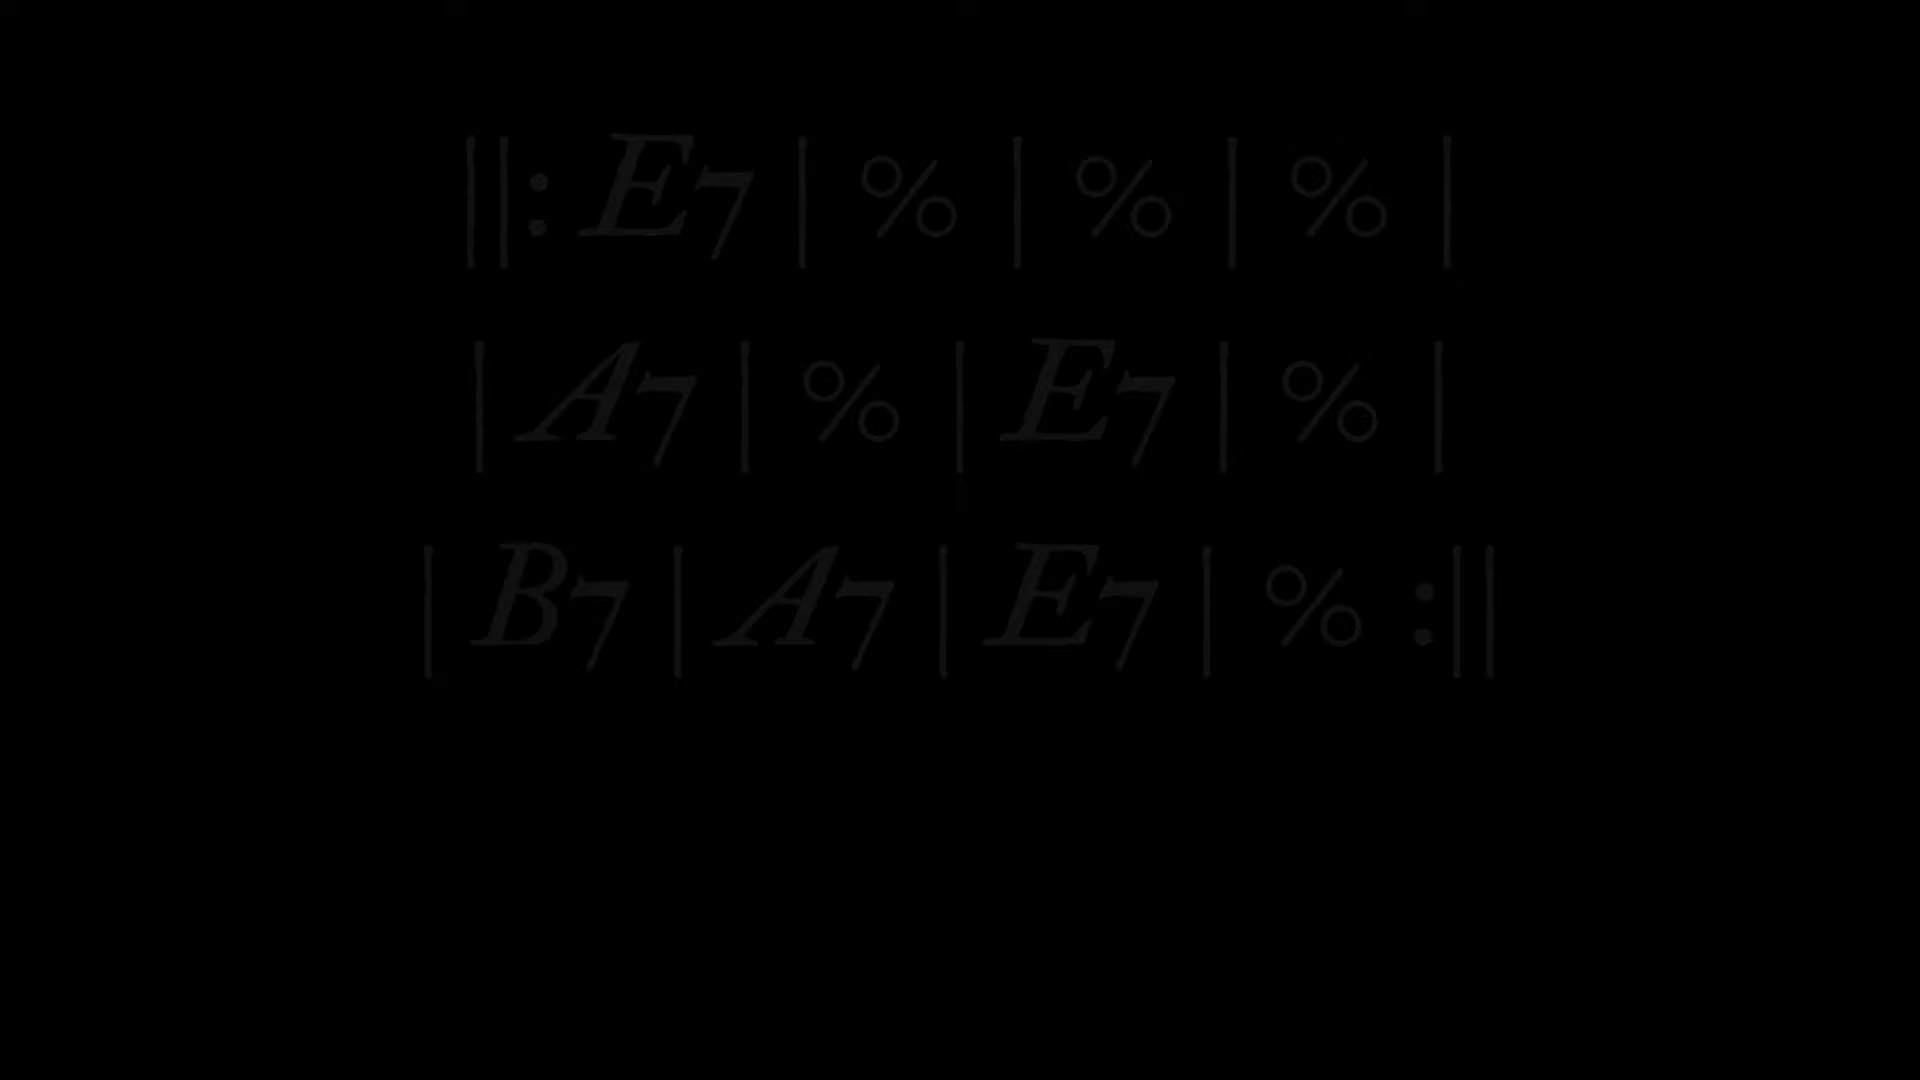 ||: E7 | % | % | % |
| A7 | % | E7 | % |
| B7 | A7 | E7 | % :||